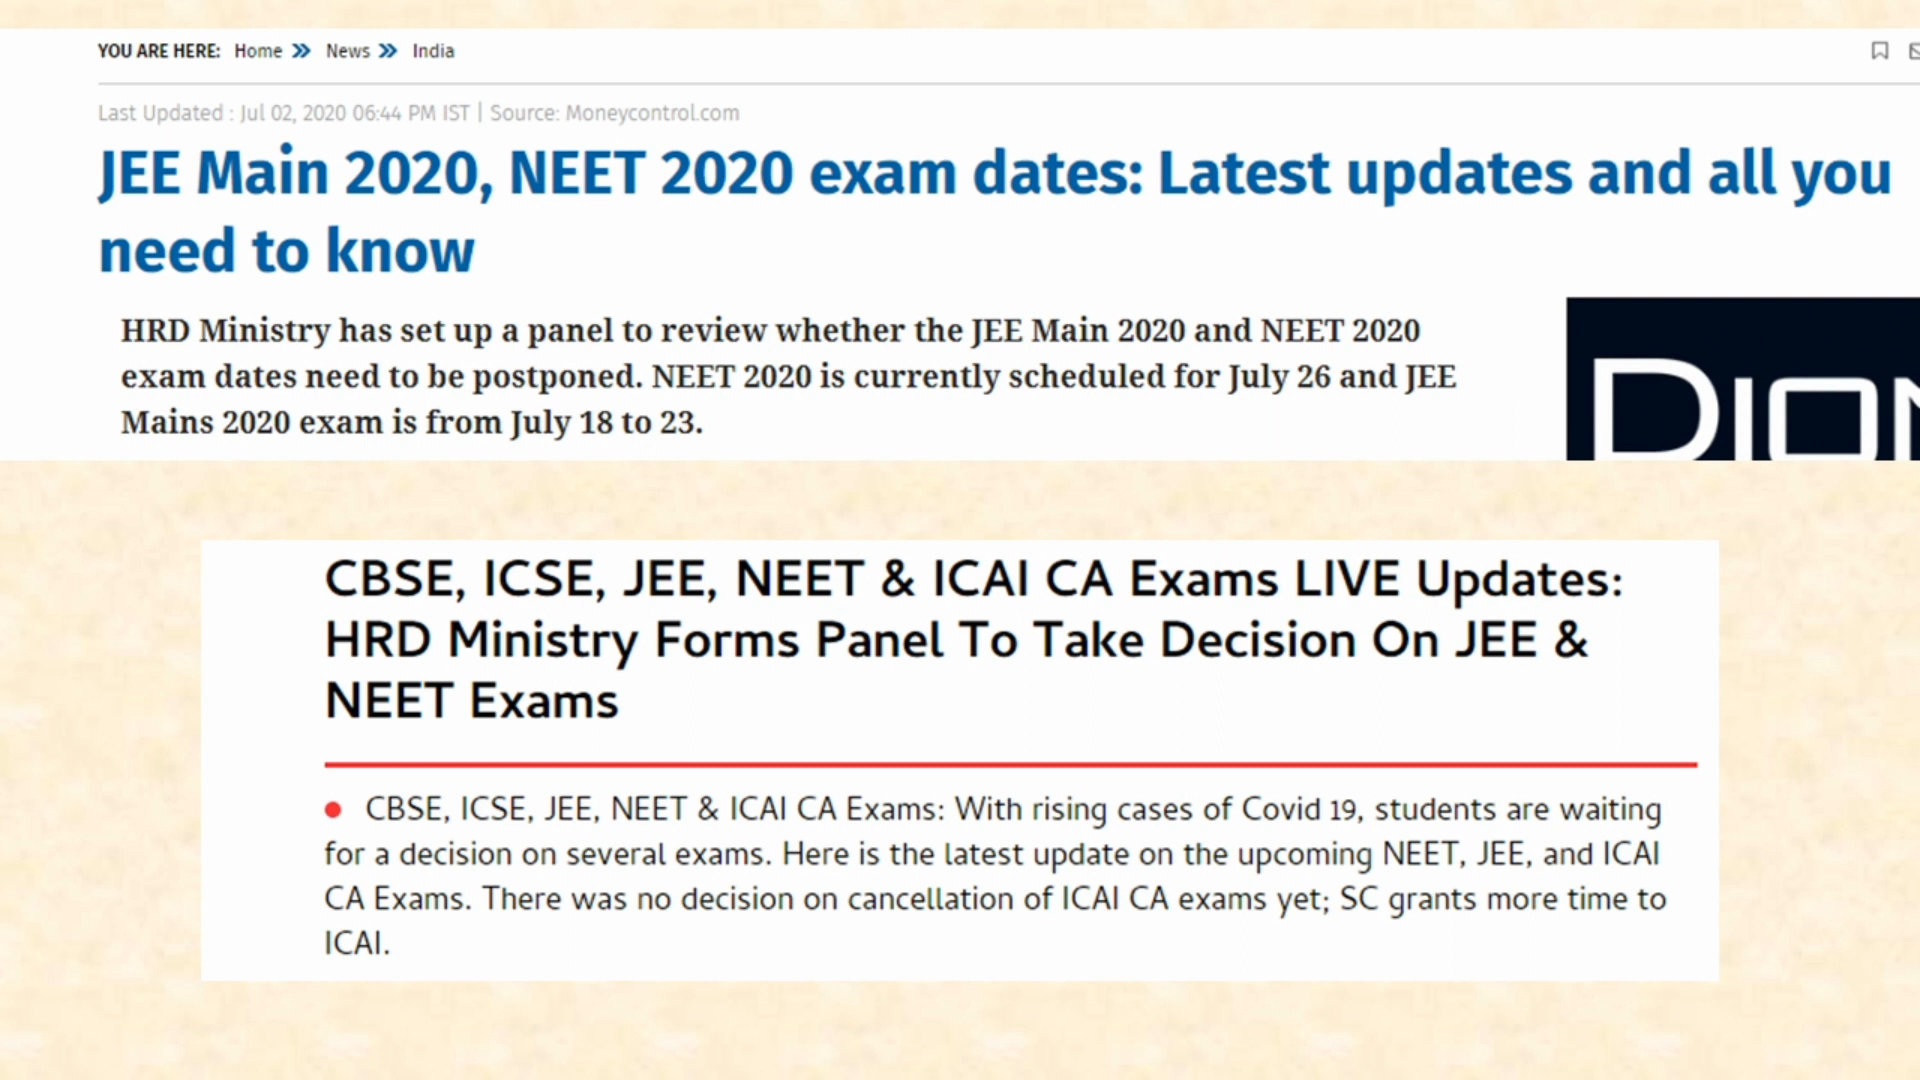 YOU ARE HERE: Home » News » India
Last Updated : Jul 02, 2020 06:44 PM IST | Source: Moneycontrol.com
JEE Main 2020, NEET 2020 exam dates: Latest updates and all you
need to know
HRD Ministry has set up a panel to review whether the JEE Main 2020 and NEET 2020
exam dates need to be postponed. NEET 2020 is currently scheduled for July 26 and JEE
Mains 2020 exam is from July 18 to 23.
CBSE, ICSE, JEE, NEET & ICAI CA Exams LIVE Updates:
HRD Ministry Forms Panel To Take Decision On JEE &
NEET Exams
● CBSE, ICSE, JEE, NEET & ICAI CA Exams: With rising cases of Covid 19, students are waiting
for a decision on several exams. Here is the latest update on the upcoming NEET, JEE, and ICAI
CA Exams. There was no decision on cancellation of ICAI CA exams yet; SC grants more time to
ICAI.